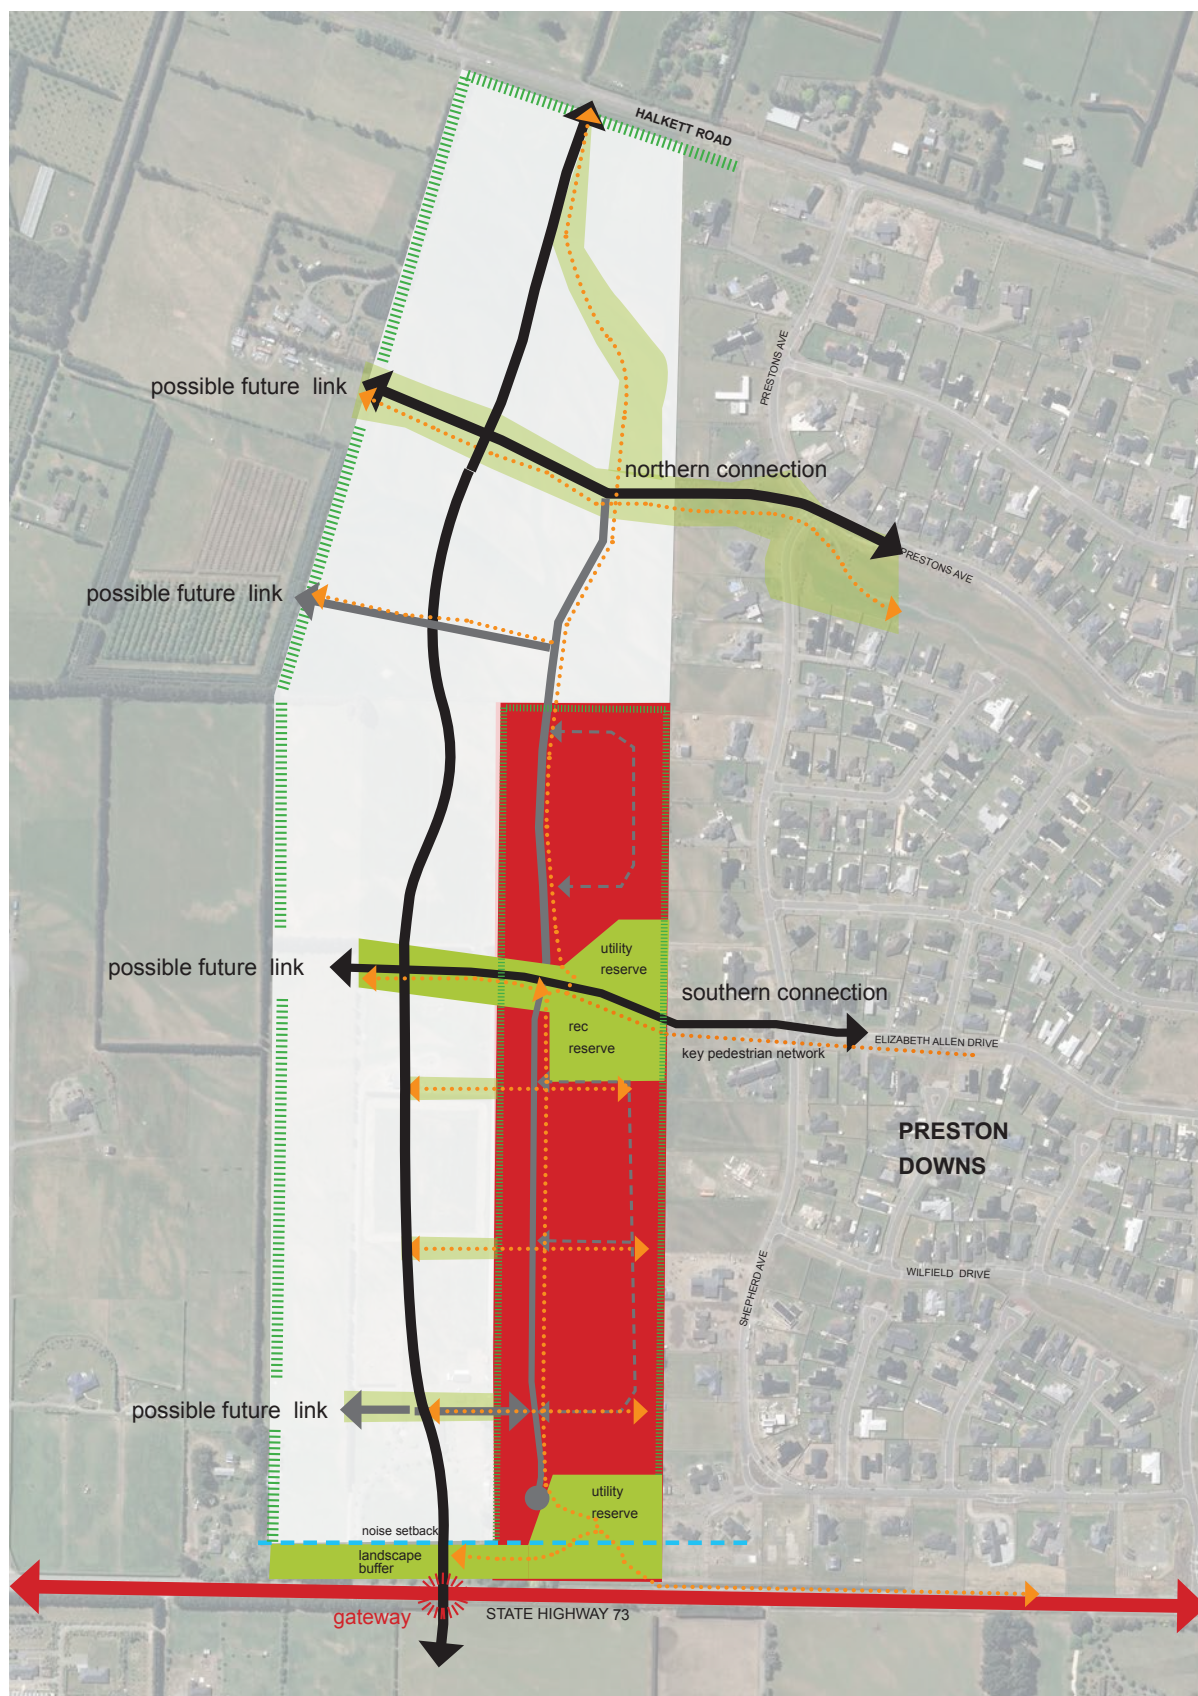 HALKETT ROAD
PRESTONS AVE
possible future link
northern connection
PRESTONS AVE
possible future link
utility
reserve
possible future link
southern connection
rec
reserve
ELIZABETH ALLEN DRIVE
key pedestrian network
PRESTON
DOWNS
SHEPHERD AVE
WILFIELD DRIVE
possible future link
utility
reserve
noise setback
landscape
buffer
gateway
STATE HIGHWAY 73